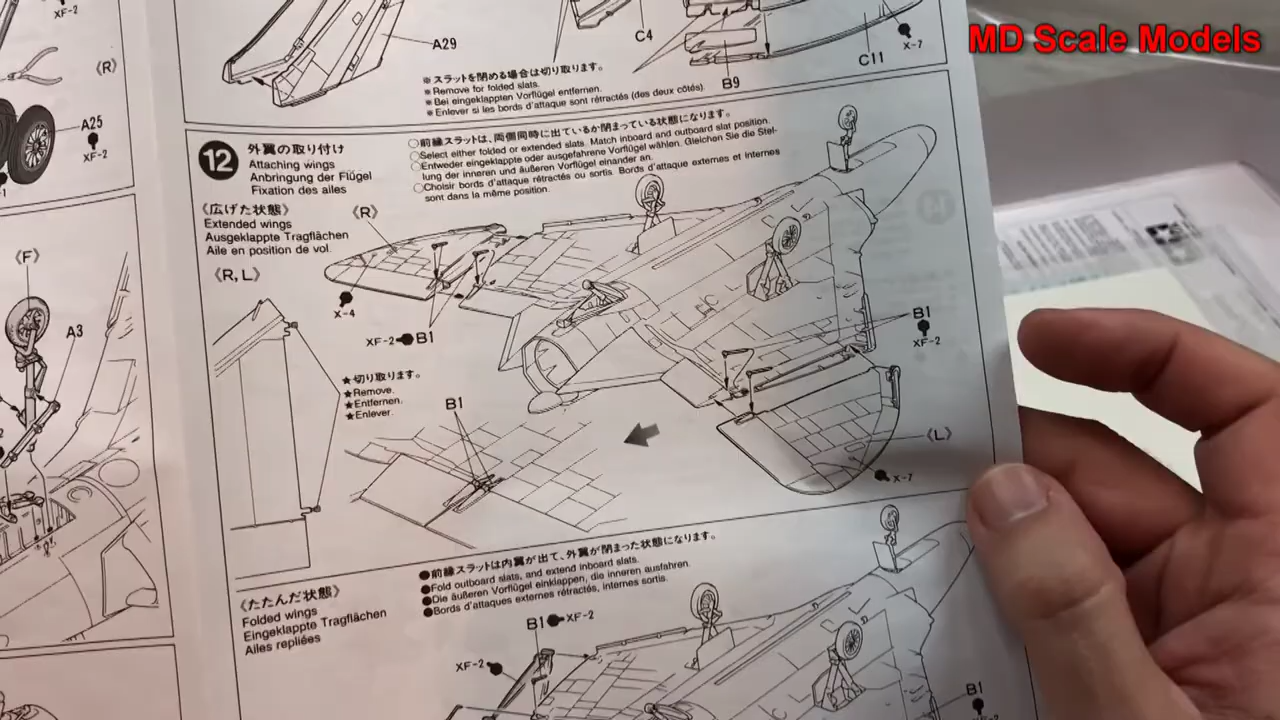 MD Scale Models
XF-2
(R)
A25
XF-2
(F)
A3
A29
C4
B9
C11
X-7
※スラットを閉める場合は切り取ります。
※Remove for folded slats.
※Bei eingeklappten Vorflügel entfernen.
※Enlever si les bords d'attaque sont rétractés (des deux côtés).
12
外翼の取り付け
Attaching wings
Anbringung der Flügel
Fixation des ailes
○前縁スラットは、両側同時に出ているか閉まっている状態になります。
○Select either folded or extended slats. Match inboard and outboard slat position.
○Entweder eingeklappte oder ausgefahrene Vorflügel wählen. Gleichen Sie die Stel-
lung der inneren und äußeren Vorflügel einander an.
○Choisir bords d'attaque rétractés ou sortis. Bords d'attaque externes et internes
sont dans la même position.
《広げた状態》
Extended wings
Ausgeklappte Tragflächen
Aile en position de vol.
《R》
《R, L》
X-4
XF-2 B1
★切り取ります。
★Remove.
★Entfernen.
★Enlever.
B1
B1
XF-2
《L》
X-7
《たたんだ状態》
Folded wings
Eingeklappte Tragflächen
Ailes repliées
●前縁スラットは内翼が出て、外翼が閉まった状態になります。
●Fold outboard slats, and extend inboard slats.
●Die äußeren Vorflügel einklappen, die inneren ausfahren.
●Bords d'attaques externes rétractés, internes sortis.
B1 XF-2
XF-2
B1
XF-2